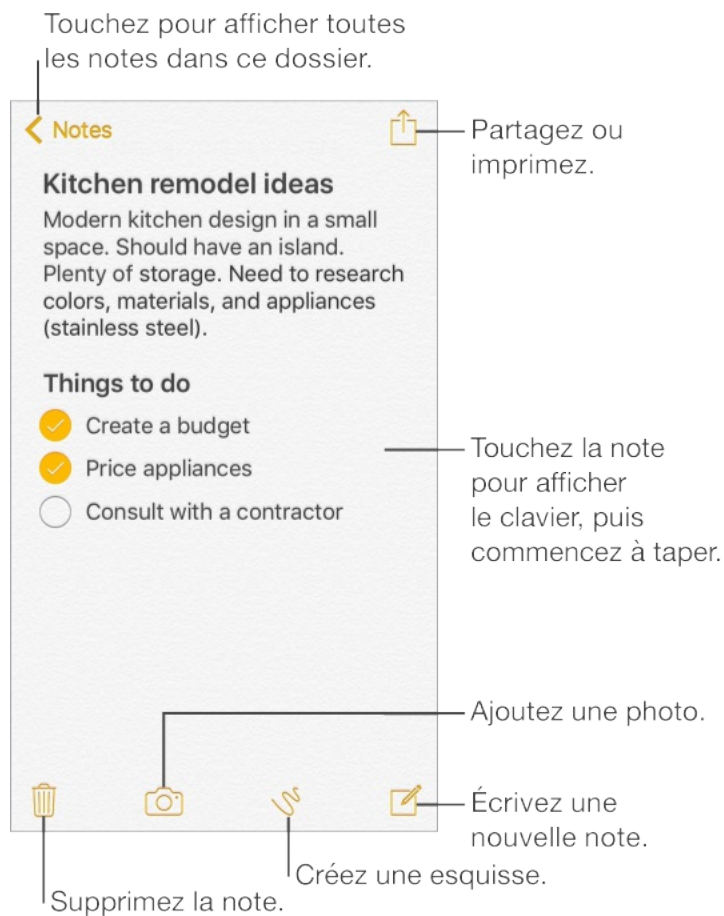 Touchez pour afficher toutes
les notes dans ce dossier.
Notes
Partagez ou
imprimez.
Kitchen remodel ideas
Modern kitchen design in a small
space. Should have an island.
Plenty of storage. Need to research
colors, materials, and appliances
(stainless steel).
Things to do
Create a budget
Price appliances
Consult with a contractor
Touchez la note
pour afficher
le clavier, puis
commencez à taper.
Ajoutez une photo.
Écrivez une
nouvelle note.
Créez une esquisse.
Supprimez la note.